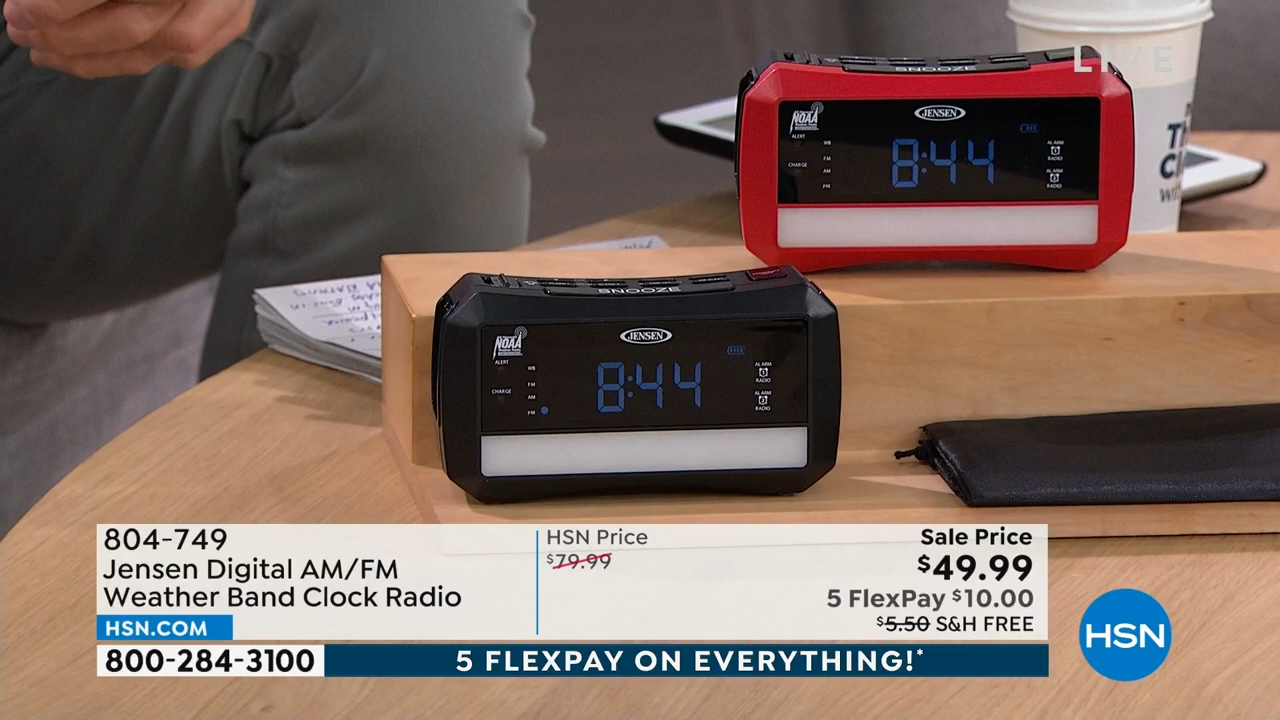 LIVE
SNOOZE
NOAA
JENSEN
ALERT
WB
ALARM
CHARGE
FM
8:44
RADIO
AM
ALARM
FM
RADIO
SNOOZE
NOAA
JENSEN
ALERT
WB
ALARM
CHARGE
FM
8:44
RADIO
AM
ALARM
FM
RADIO
804-749
Jensen Digital AM/FM
Weather Band Clock Radio
HSN.COM
HSN Price
$79.99
Sale Price
$49.99
5 FlexPay $10.00
$5.50 S&H FREE
HSN
800-284-3100
5 FLEXPAY ON EVERYTHING!*